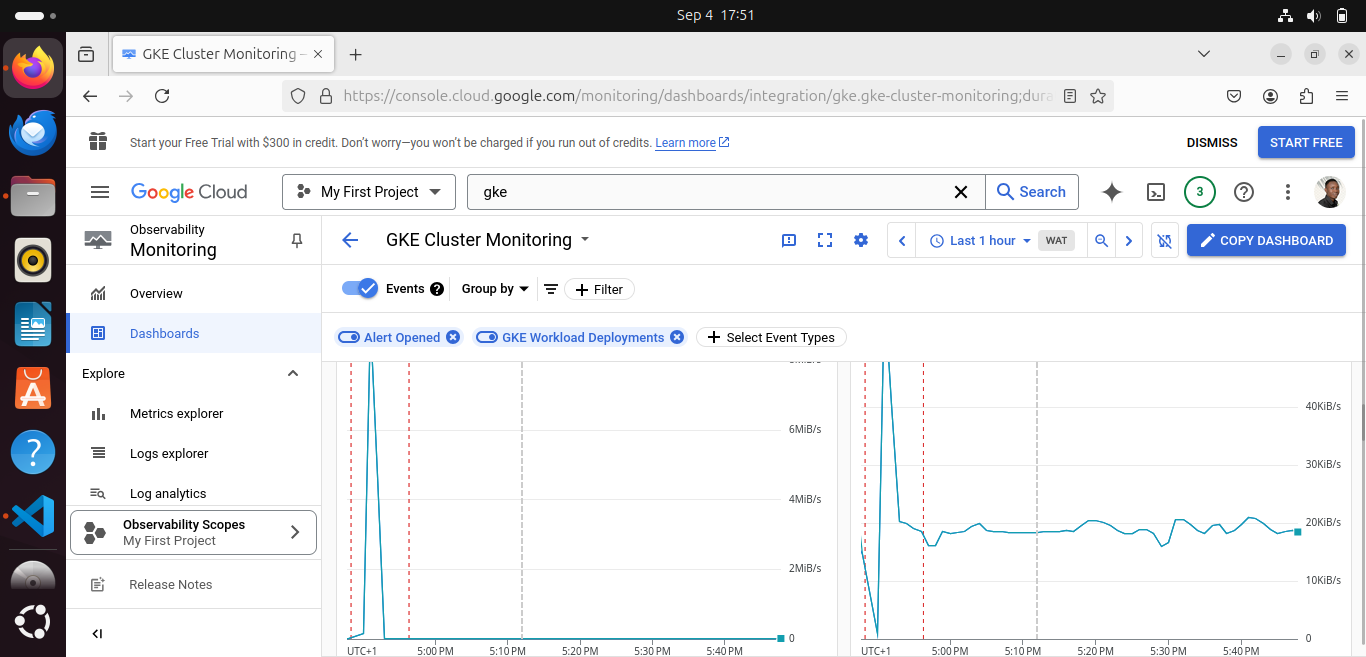 Sep 4 17:51
GKE Cluster Monitoring –
https://console.cloud.google.com/monitoring/dashboards/integration/gke.gke-cluster-monitoring;dura
Start your Free Trial with $300 in credit. Don't worry—you won't be charged if you run out of credits. Learn more
DISMISS
START FREE
Google Cloud
My First Project
gke
Search
3
Observability
Monitoring
GKE Cluster Monitoring
Last 1 hour
WAT
COPY DASHBOARD
Overview
Dashboards
Explore
Metrics explorer
Logs explorer
Log analytics
Observability Scopes
My First Project
Release Notes
Events
Group by
Filter
Alert Opened
GKE Workload Deployments
Select Event Types
6MiB/s
4MiB/s
2MiB/s
0
UTC+1
5:00 PM
5:10 PM
5:20 PM
5:30 PM
5:40 PM
40KiB/s
30KiB/s
20KiB/s
10KiB/s
0
UTC+1
5:00 PM
5:10 PM
5:20 PM
5:30 PM
5:40 PM